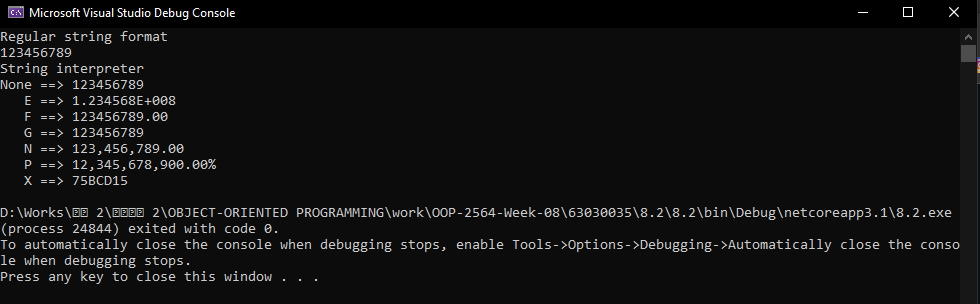 Microsoft Visual Studio Debug Console
Regular string format
123456789
String interpreter
None ==> 123456789
   E ==> 1.234568E+008
   F ==> 123456789.00
   G ==> 123456789
   N ==> 123,456,789.00
   P ==> 12,345,678,900.00%
   X ==> 75BCD15
D:\Works\ 2\ 2\OBJECT-ORIENTED PROGRAMMING\work\OOP-2564-Week-08\63030035\8.2\8.2\bin\Debug\netcoreapp3.1\8.2.exe
(process 24844) exited with code 0.
To automatically close the console when debugging stops, enable Tools->Options->Debugging->Automatically close the conso
le when debugging stops.
Press any key to close this window . . .